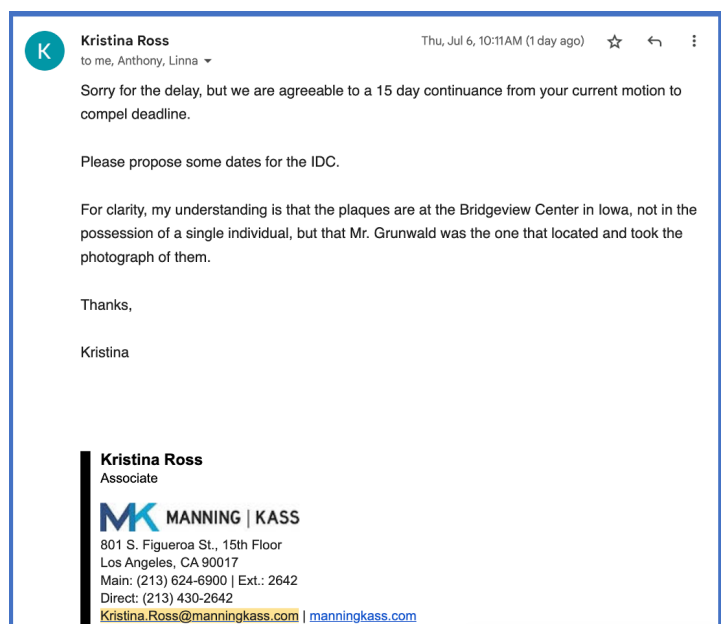 K
Kristina Ross
Thu, Jul 6, 10:11 AM (1 day ago)
to me, Anthony, Linna
Sorry for the delay, but we are agreeable to a 15 day continuance from your current motion to
compel deadline.
Please propose some dates for the IDC.
For clarity, my understanding is that the plaques are at the Bridgeview Center in Iowa, not in the
possession of a single individual, but that Mr. Grunwald was the one that located and took the
photograph of them.
Thanks,
Kristina
Kristina Ross
Associate
MK MANNING | KASS
801 S. Figueroa St., 15th Floor
Los Angeles, CA 90017
Main: (213) 624-6900 | Ext.: 2642
Direct: (213) 430-2642
Kristina.Ross@manningkass.com | manningkass.com